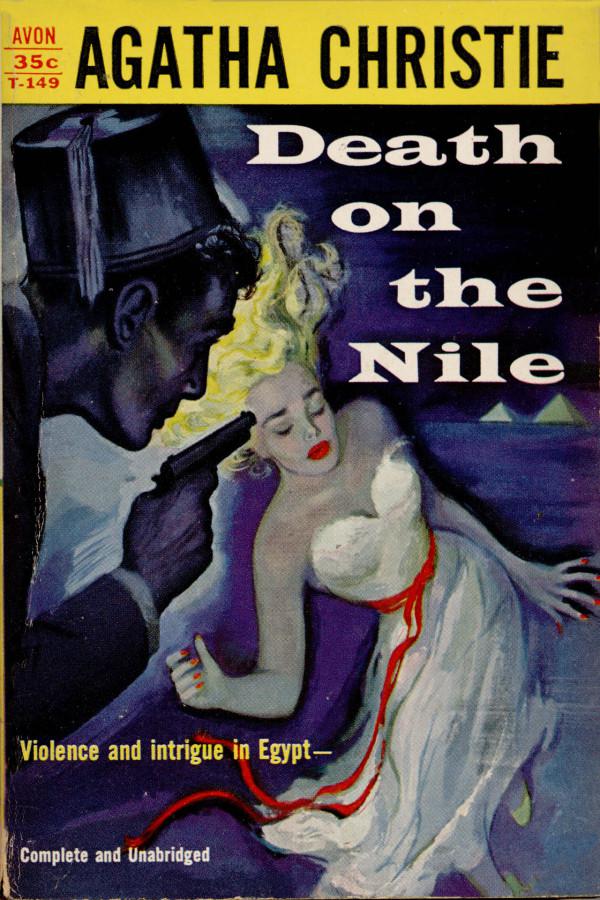 AVON
35c
T-149
AGATHA CHRISTIE
Death
on
the
Nile
Violence and intrigue in Egypt—
Complete and Unabridged